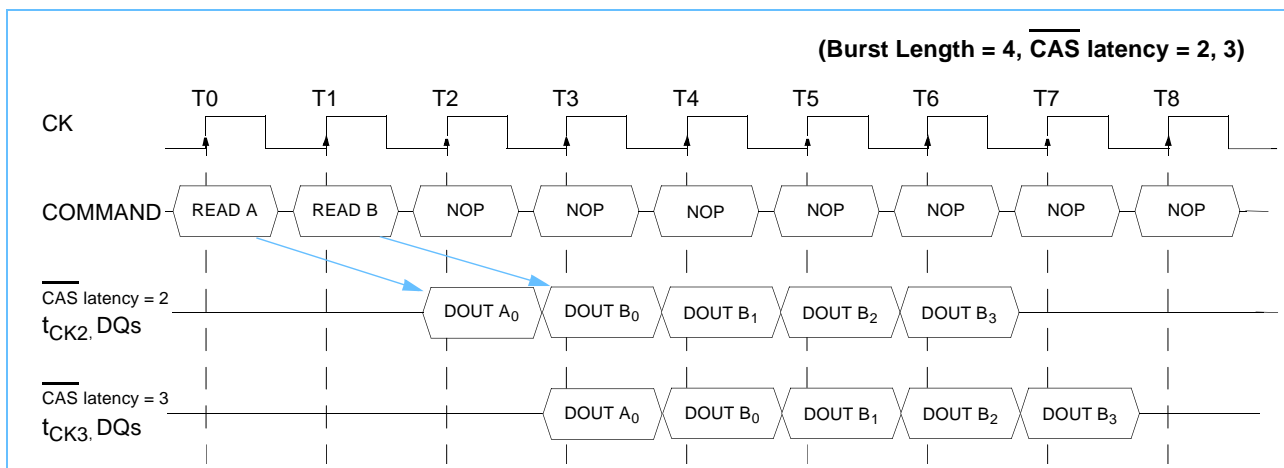 (Burst Length = 4, CAS latency = 2, 3)
T0 T1 T2 T3 T4 T5 T6 T7 T8
CK
COMMAND READ A READ B NOP NOP NOP NOP NOP NOP NOP
CAS latency = 2
tCK2, DQs DOUT A0 DOUT B0 DOUT B1 DOUT B2 DOUT B3
CAS latency = 3
tCK3, DQs DOUT A0 DOUT B0 DOUT B1 DOUT B2 DOUT B3